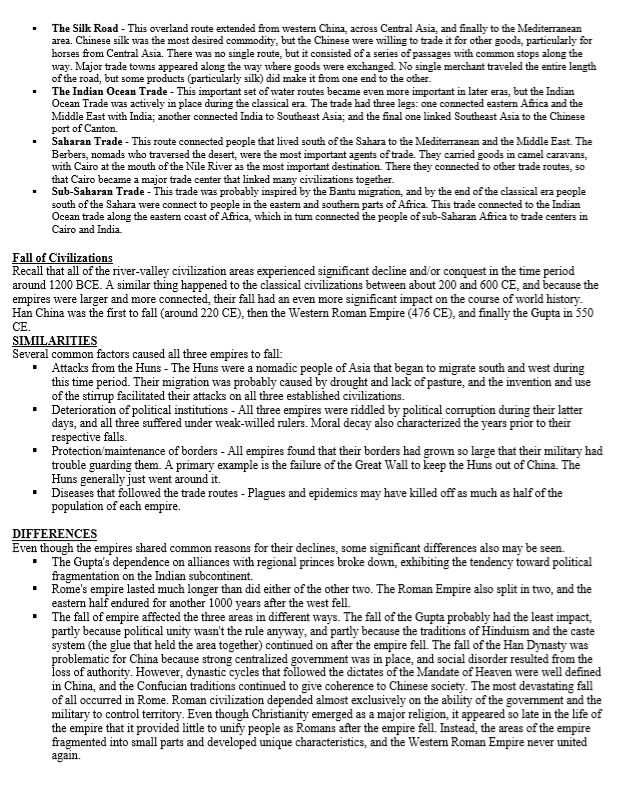 ▪ The Silk Road - This overland route extended from western China, across Central Asia, and finally to the Mediterranean
area. Chinese silk was the most desired commodity, but the Chinese were willing to trade it for other goods, particularly for
horses from Central Asia. There was no single route, but it consisted of a series of passages with common stops along the
way. Major trade towns appeared along the way where goods were exchanged. No single merchant traveled the entire length
of the road, but some products (particularly silk) did make it from one end to the other.
▪ The Indian Ocean Trade - This important set of water routes became even more important in later eras, but the Indian
Ocean Trade was actively in place during the classical era. The trade had three legs: one connected eastern Africa and the
Middle East with India; another connected India to Southeast Asia; and the final one linked Southeast Asia to the Chinese
port of Canton.
▪ Saharan Trade - This route connected people that lived south of the Sahara to the Mediterranean and the Middle East. The
Berbers, nomads who traversed the desert, were the most important agents of trade. They carried goods in camel caravans,
with Cairo at the mouth of the Nile River as the most important destination. There they connected to other trade routes, so
that Cairo became a major trade center that linked many civilizations together.
▪ Sub-Saharan Trade - This trade was probably inspired by the Bantu migration, and by the end of the classical era people
south of the Sahara were connect to people in the eastern and southern parts of Africa. This trade connected to the Indian
Ocean trade along the eastern coast of Africa, which in turn connected the people of sub-Saharan Africa to trade centers in
Cairo and India.
Fall of Civilizations
Recall that all of the river-valley civilization areas experienced significant decline and/or conquest in the time period
around 1200 BCE. A similar thing happened to the classical civilizations between about 200 and 600 CE, and because the
empires were larger and more connected, their fall had an even more significant impact on the course of world history.
Han China was the first to fall (around 220 CE), then the Western Roman Empire (476 CE), and finally the Gupta in 550
CE.
SIMILARITIES
Several common factors caused all three empires to fall:
▪ Attacks from the Huns - The Huns were a nomadic people of Asia that began to migrate south and west during
this time period. Their migration was probably caused by drought and lack of pasture, and the invention and use
of the stirrup facilitated their attacks on all three established civilizations.
▪ Deterioration of political institutions - All three empires were riddled by political corruption during their latter
days, and all three suffered under weak-willed rulers. Moral decay also characterized the years prior to their
respective falls.
▪ Protection/maintenance of borders - All empires found that their borders had grown so large that their military had
trouble guarding them. A primary example is the failure of the Great Wall to keep the Huns out of China. The
Huns generally just went around it.
▪ Diseases that followed the trade routes - Plagues and epidemics may have killed off as much as half of the
population of each empire.
DIFFERENCES
Even though the empires shared common reasons for their declines, some significant differences also may be seen.
▪ The Gupta's dependence on alliances with regional princes broke down, exhibiting the tendency toward political
fragmentation on the Indian subcontinent.
▪ Rome's empire lasted much longer than did either of the other two. The Roman Empire also split in two, and the
eastern half endured for another 1000 years after the west fell.
▪ The fall of empire affected the three areas in different ways. The fall of the Gupta probably had the least impact,
partly because political unity wasn't the rule anyway, and partly because the traditions of Hinduism and the caste
system (the glue that held the area together) continued on after the empire fell. The fall of the Han Dynasty was
problematic for China because strong centralized government was in place, and social disorder resulted from the
loss of authority. However, dynastic cycles that followed the dictates of the Mandate of Heaven were well defined
in China, and the Confucian traditions continued to give coherence to Chinese society. The most devastating fall
of all occurred in Rome. Roman civilization depended almost exclusively on the ability of the government and the
military to control territory. Even though Christianity emerged as a major religion, it appeared so late in the life of
the empire that it provided little to unify people as Romans after the empire fell. Instead, the areas of the empire
fragmented into small parts and developed unique characteristics, and the Western Roman Empire never united
again.